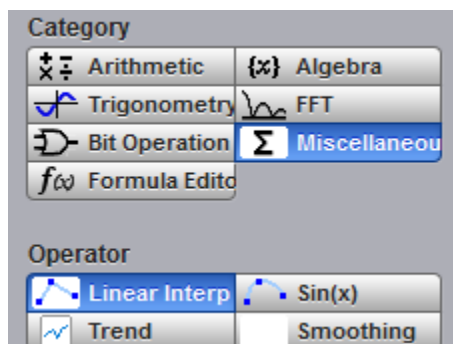 Category
Arithmetic {x} Algebra
Trigonometry FFT
Bit Operation Σ Miscellaneou
f(x) Formula Edito
Operator
Linear Interp Sin(x)
Trend Smoothing